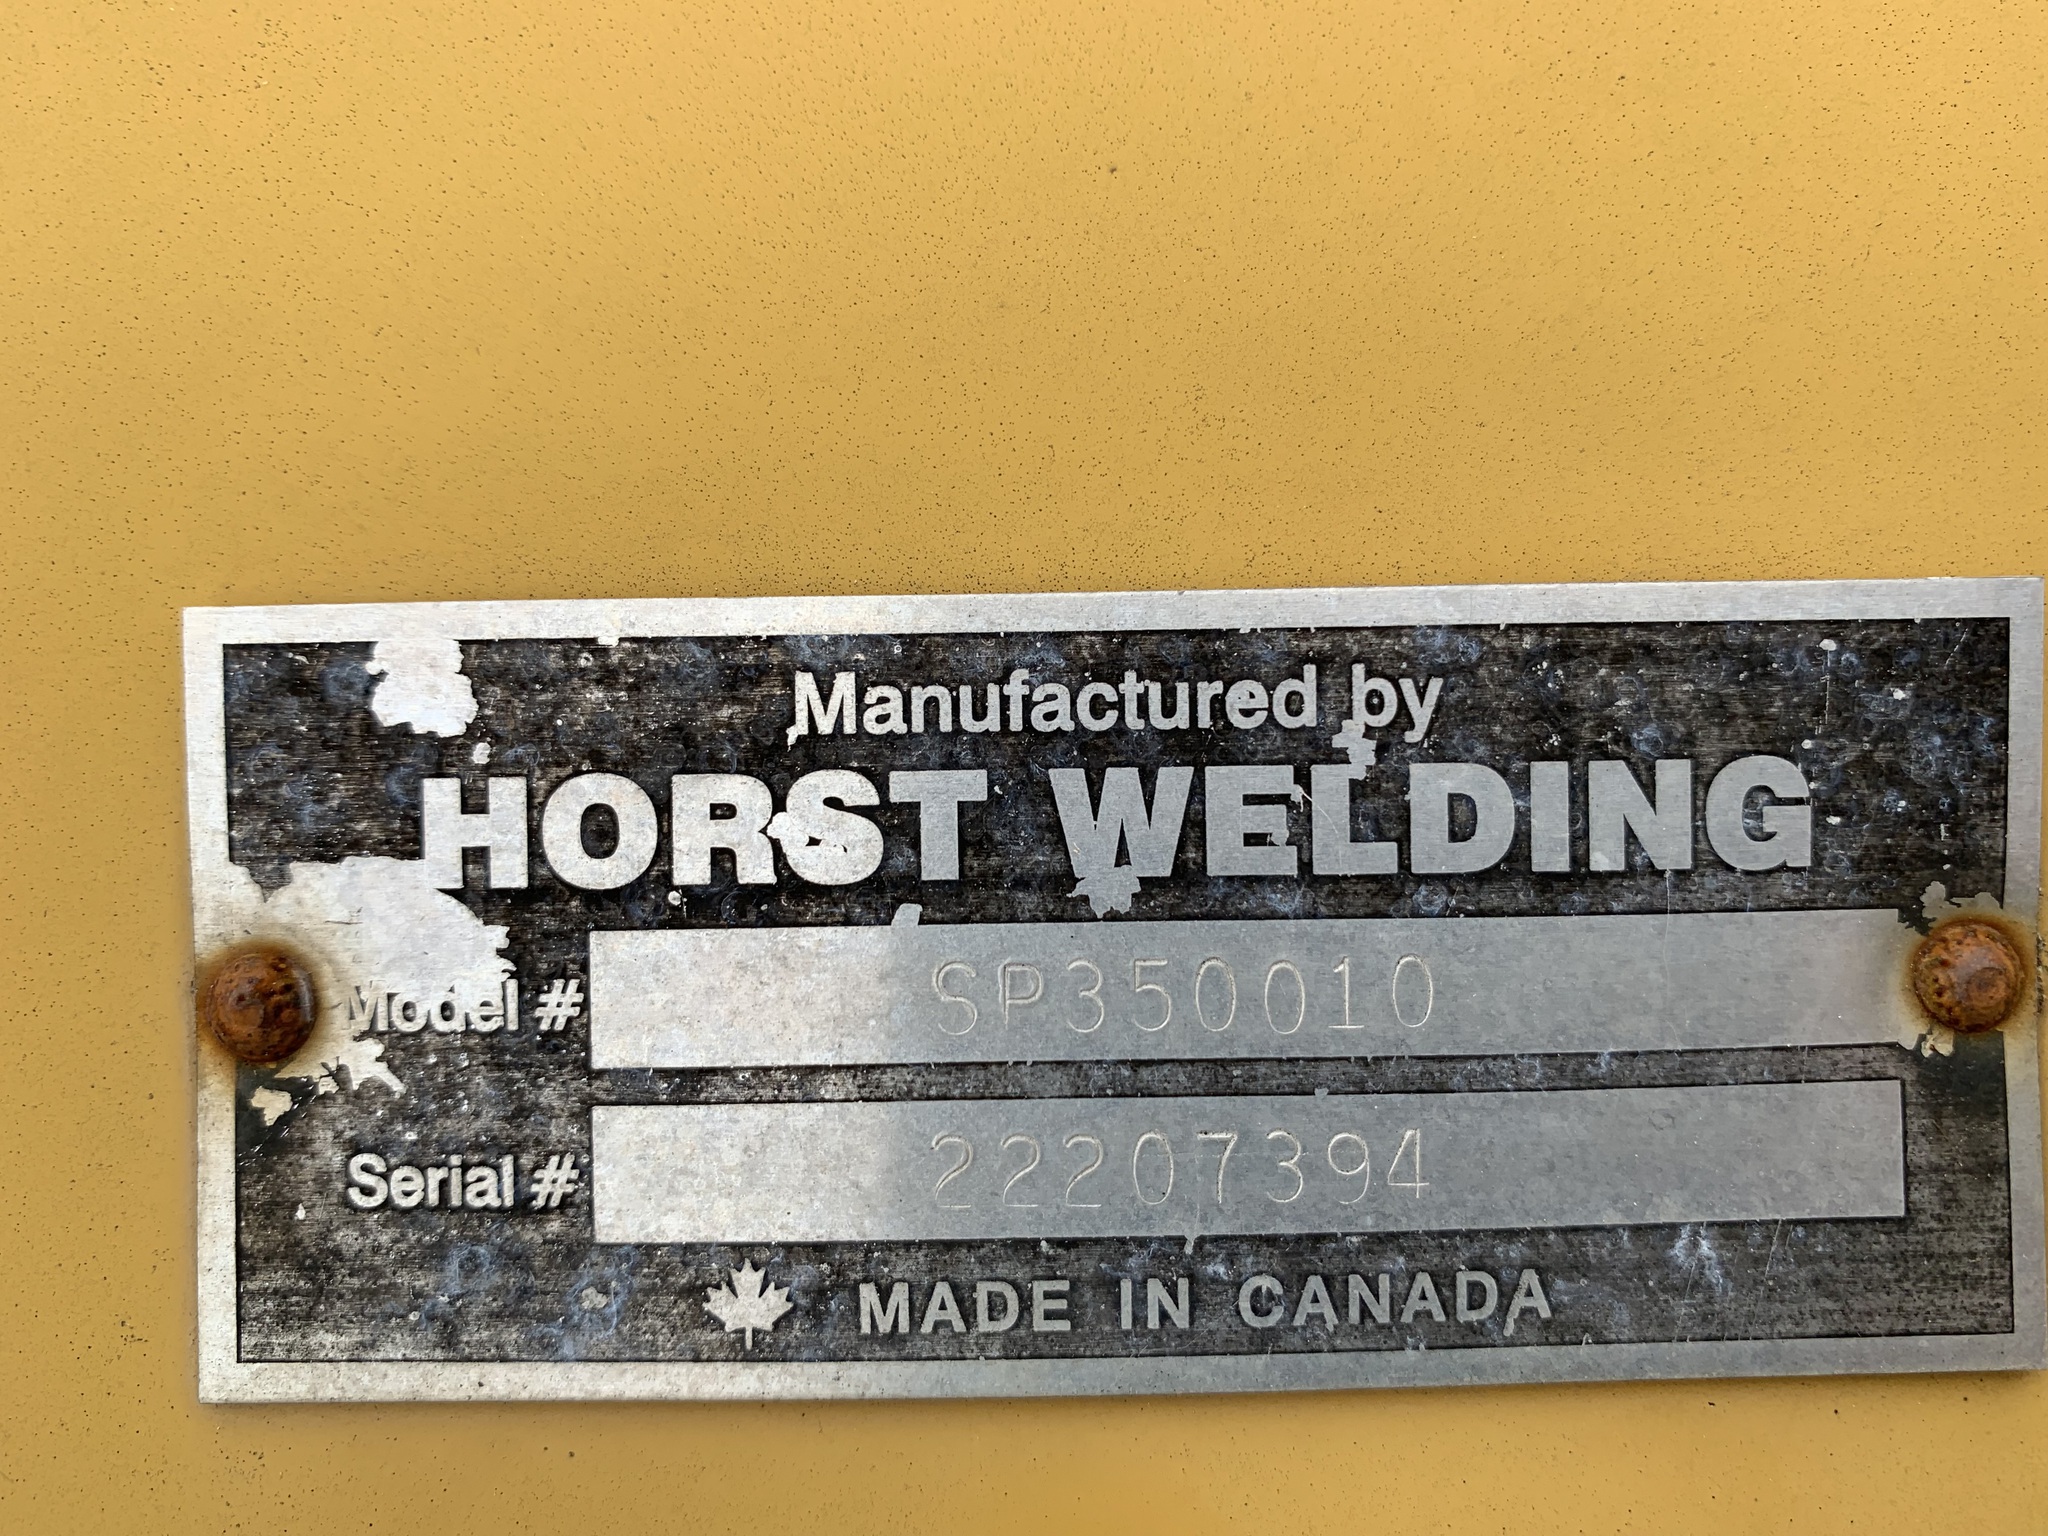 Manufactured by
HORST WELDING
Model # SP350010
Serial # 22207394
MADE IN CANADA